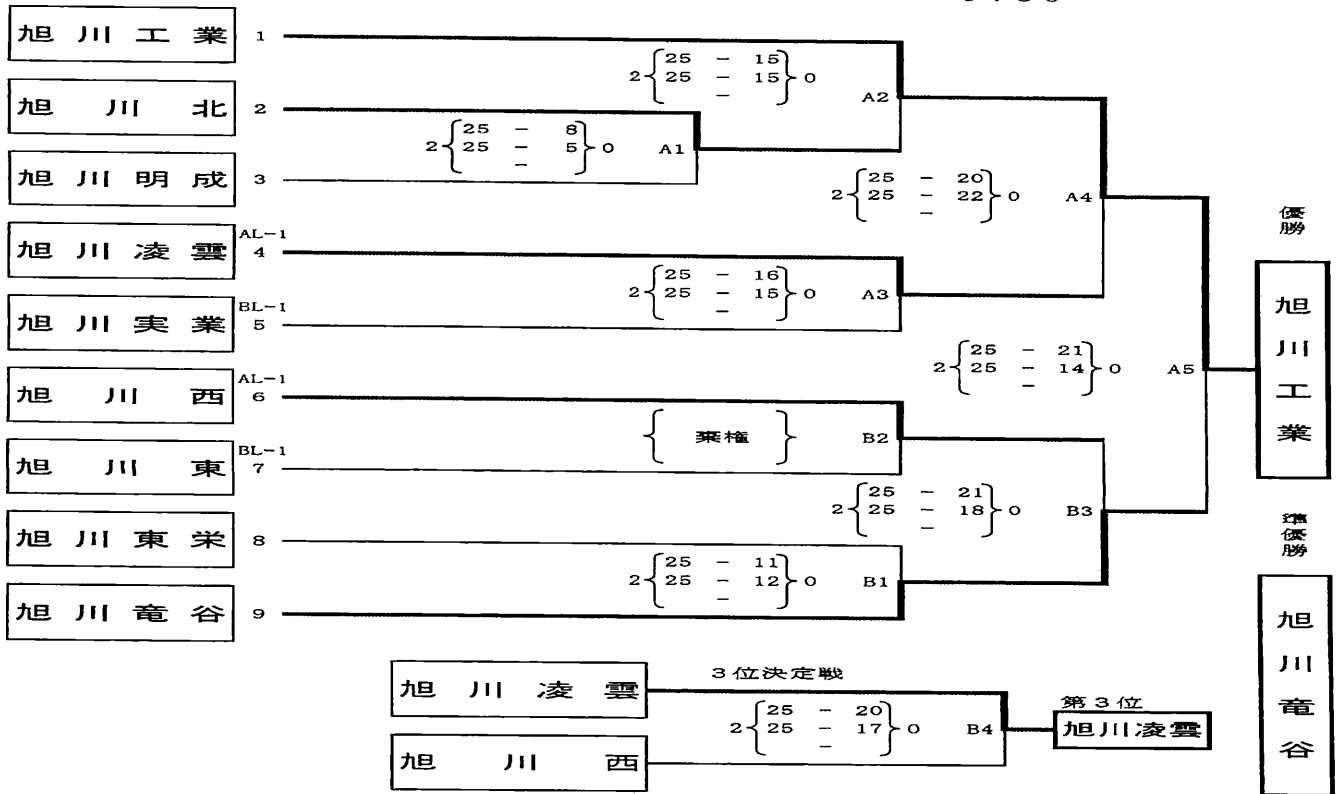 旭川工業 1
25 - 15
2 25 - 15 0 A2
-
旭川北 2
25 - 8
2 25 - 5 0 A1
-
旭川明成 3
25 - 20
2 25 - 22 0 A4
-
AL-1
旭川凌雲 4
25 - 16
2 25 - 15 0 A3
-
BL-1
旭川実業 5
25 - 21
2 25 - 14 0 A5
-
AL-1
旭川西 6
棄権 B2
BL-1
旭川東 7
25 - 21
2 25 - 18 0 B3
-
旭川東栄 8
25 - 11
2 25 - 12 0 B1
-
旭川竜谷 9
優勝
旭川工業
準優勝
旭川竜谷
3位決定戦
旭川凌雲
25 - 20
2 25 - 17 0 B4
-
旭川西
第3位
旭川凌雲